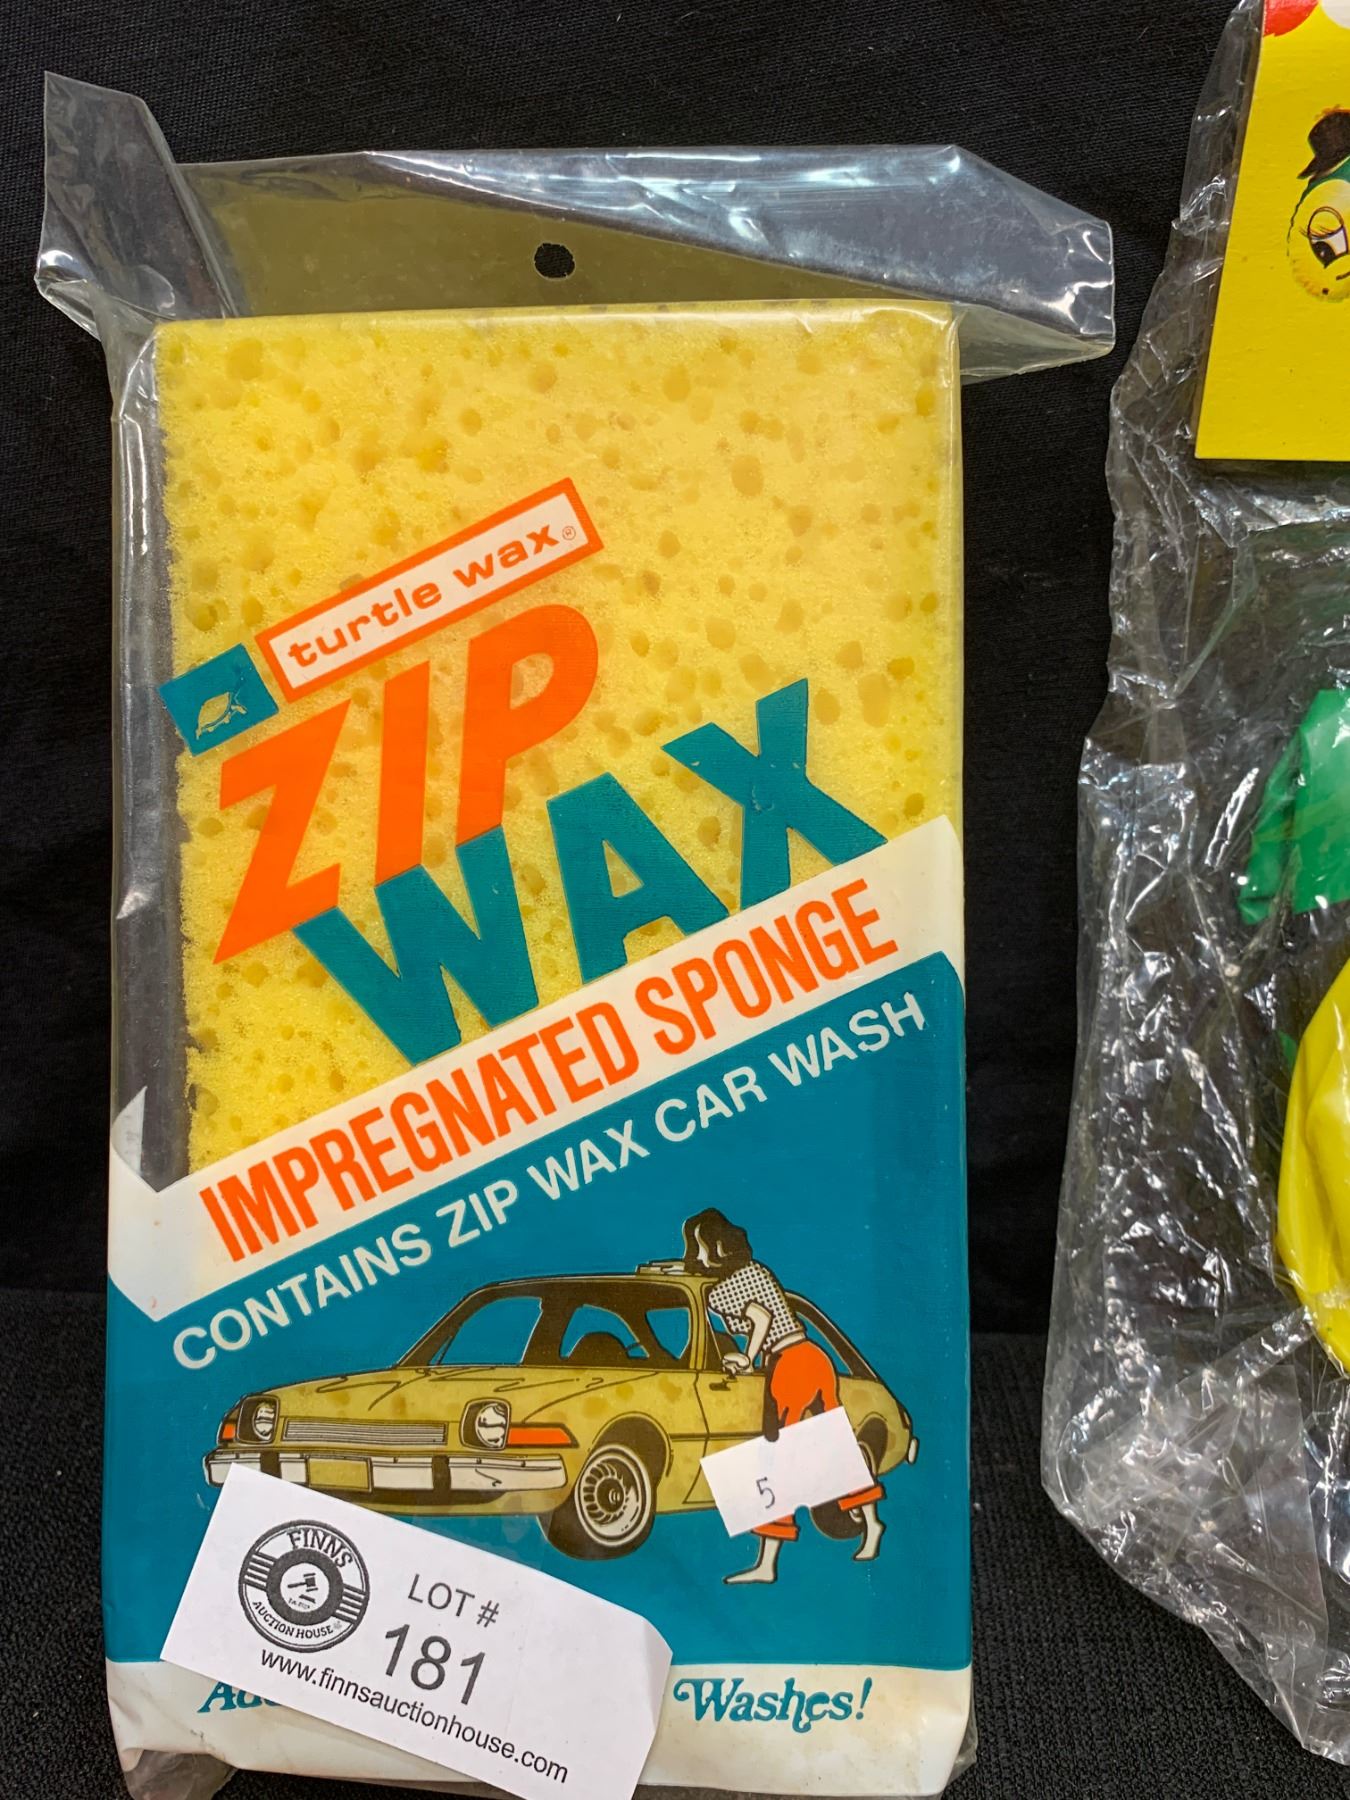 turtle wax®
ZIP
WAX
IMPREGNATED SPONGE
CONTAINS ZIP WAX CAR WASH
5
FINNS
AUCTION HOUSE
LOT #
181
www.finnsauctionhouse.com
Washes!